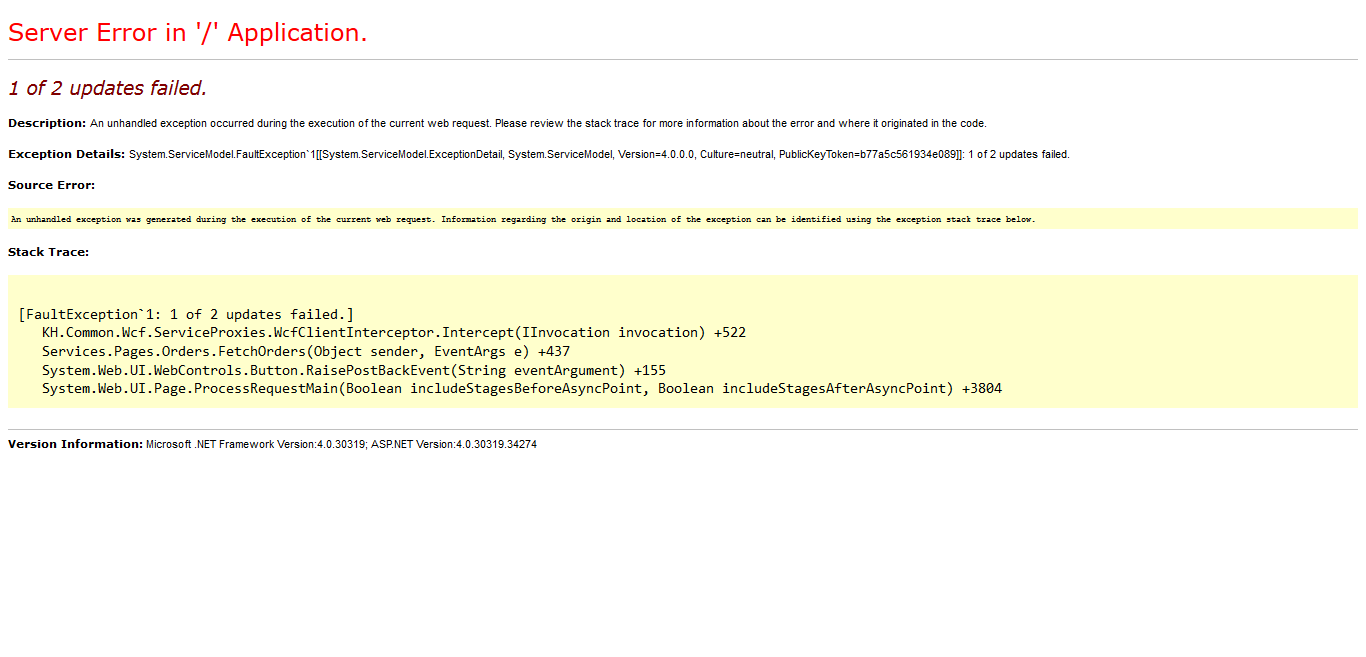 Server Error in '/' Application.
1 of 2 updates failed.
Description: An unhandled exception occurred during the execution of the current web request. Please review the stack trace for more information about the error and where it originated in the code.
Exception Details: System.ServiceModel.FaultException`1[[System.ServiceModel.ExceptionDetail, System.ServiceModel, Version=4.0.0.0, Culture=neutral, PublicKeyToken=b77a5c561934e089]]: 1 of 2 updates failed.
Source Error:
An unhandled exception was generated during the execution of the current web request. Information regarding the origin and location of the exception can be identified using the exception stack trace below.
Stack Trace:
[FaultException`1: 1 of 2 updates failed.]
KH.Common.Wcf.ServiceProxies.WcfClientInterceptor.Intercept(IInvocation invocation) +522
Services.Pages.Orders.FetchOrders(Object sender, EventArgs e) +437
System.Web.UI.WebControls.Button.RaisePostBackEvent(String eventArgument) +155
System.Web.UI.Page.ProcessRequestMain(Boolean includeStagesBeforeAsyncPoint, Boolean includeStagesAfterAsyncPoint) +3804
Version Information: Microsoft .NET Framework Version:4.0.30319; ASP.NET Version:4.0.30319.34274